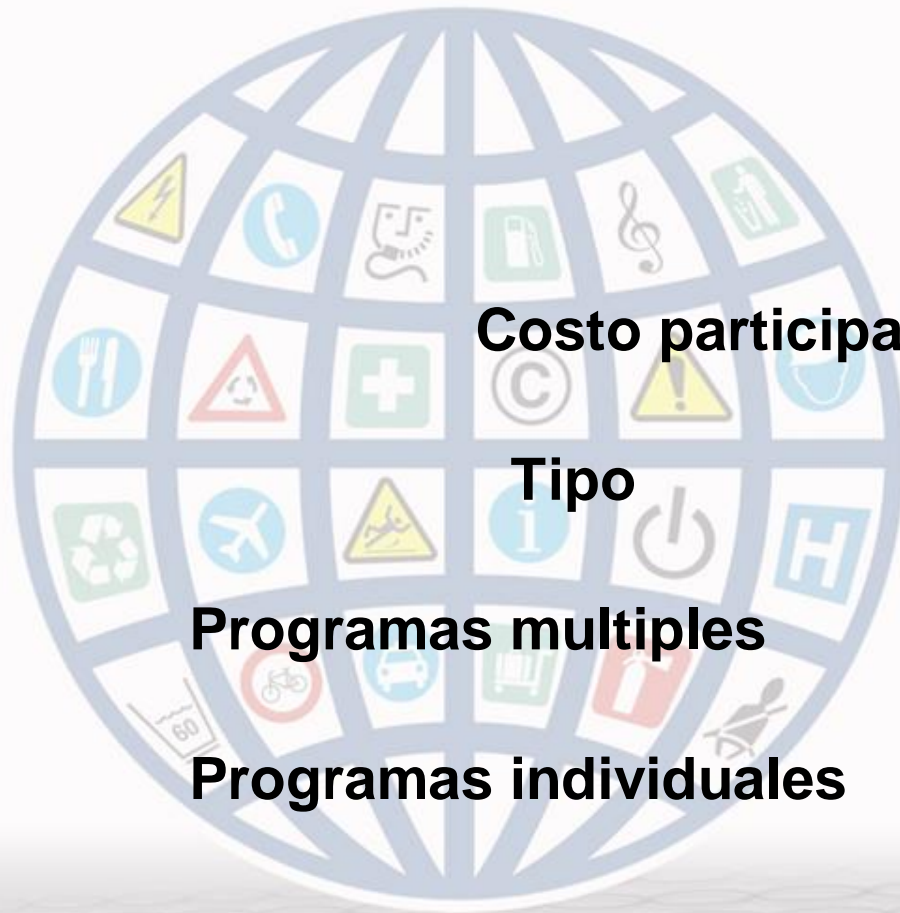 Costo participa
Tipo
Programas multiples
Programas individuales